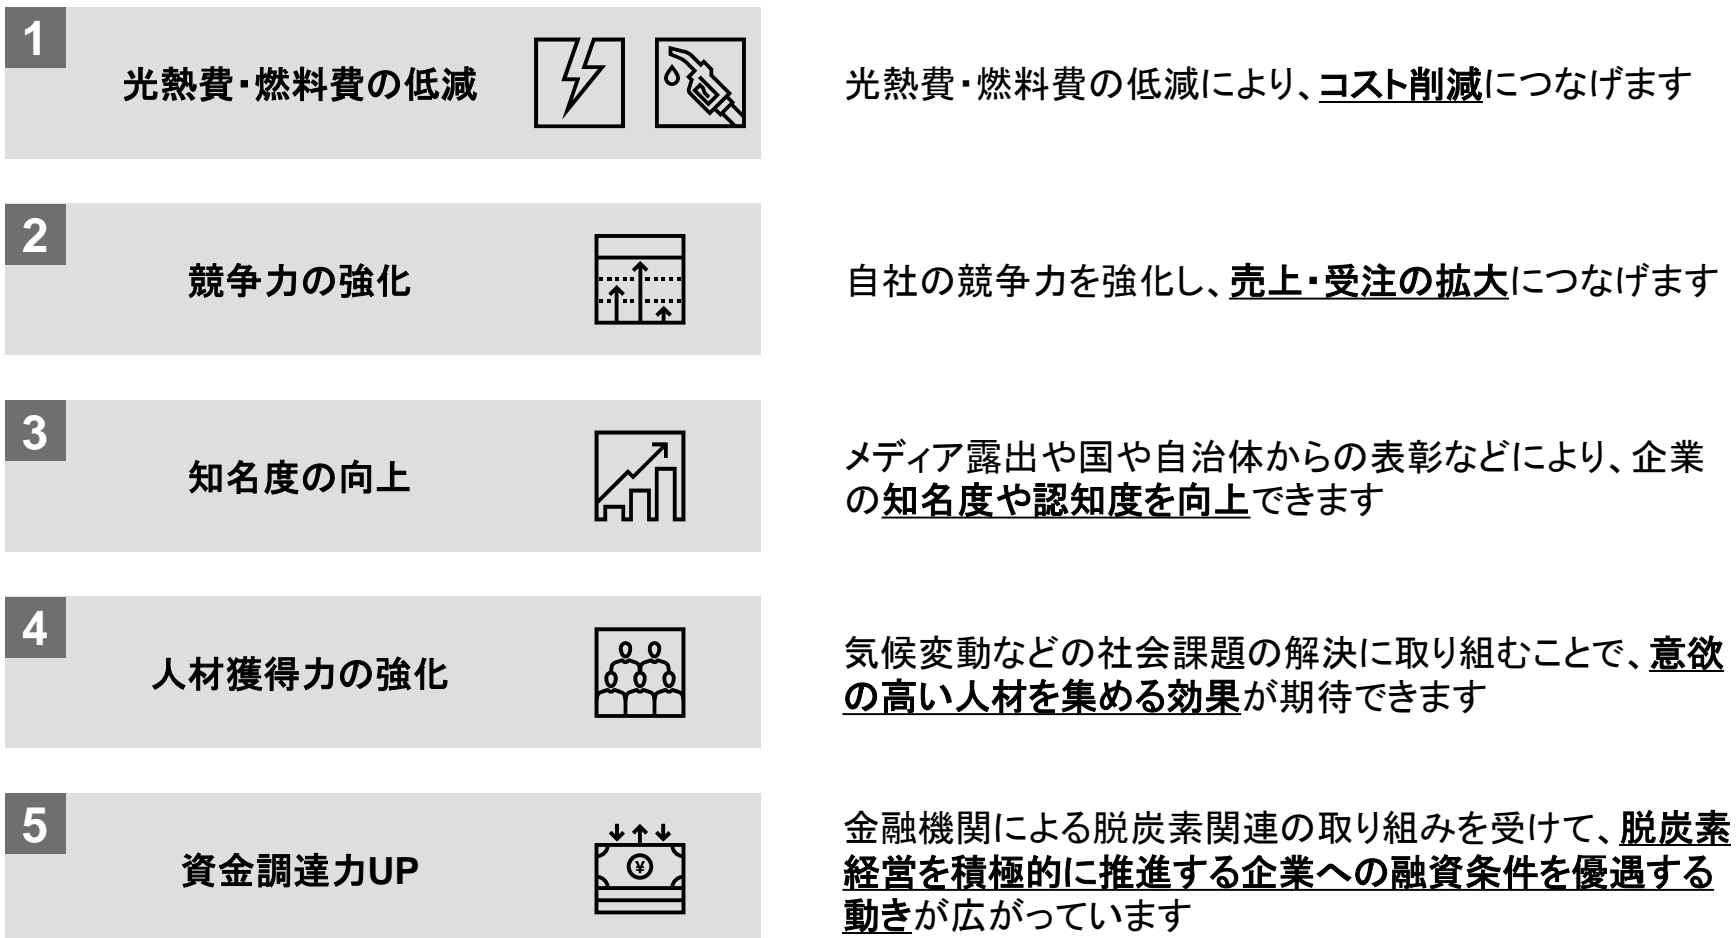 1
光熱費・燃料費の低減
光熱費・燃料費の低減により、コスト削減につなげます
2
競争力の強化
自社の競争力を強化し、売上・受注の拡大につなげます
3
知名度の向上
メディア露出や国や自治体からの表彰などにより、企業
の知名度や認知度を向上できます
4
人材獲得力の強化
気候変動などの社会課題の解決に取り組むことで、意欲
の高い人材を集める効果が期待できます
5
資金調達力UP
¥
金融機関による脱炭素関連の取り組みを受けて、脱炭素
経営を積極的に推進する企業への融資条件を優遇する
動きが広がっています